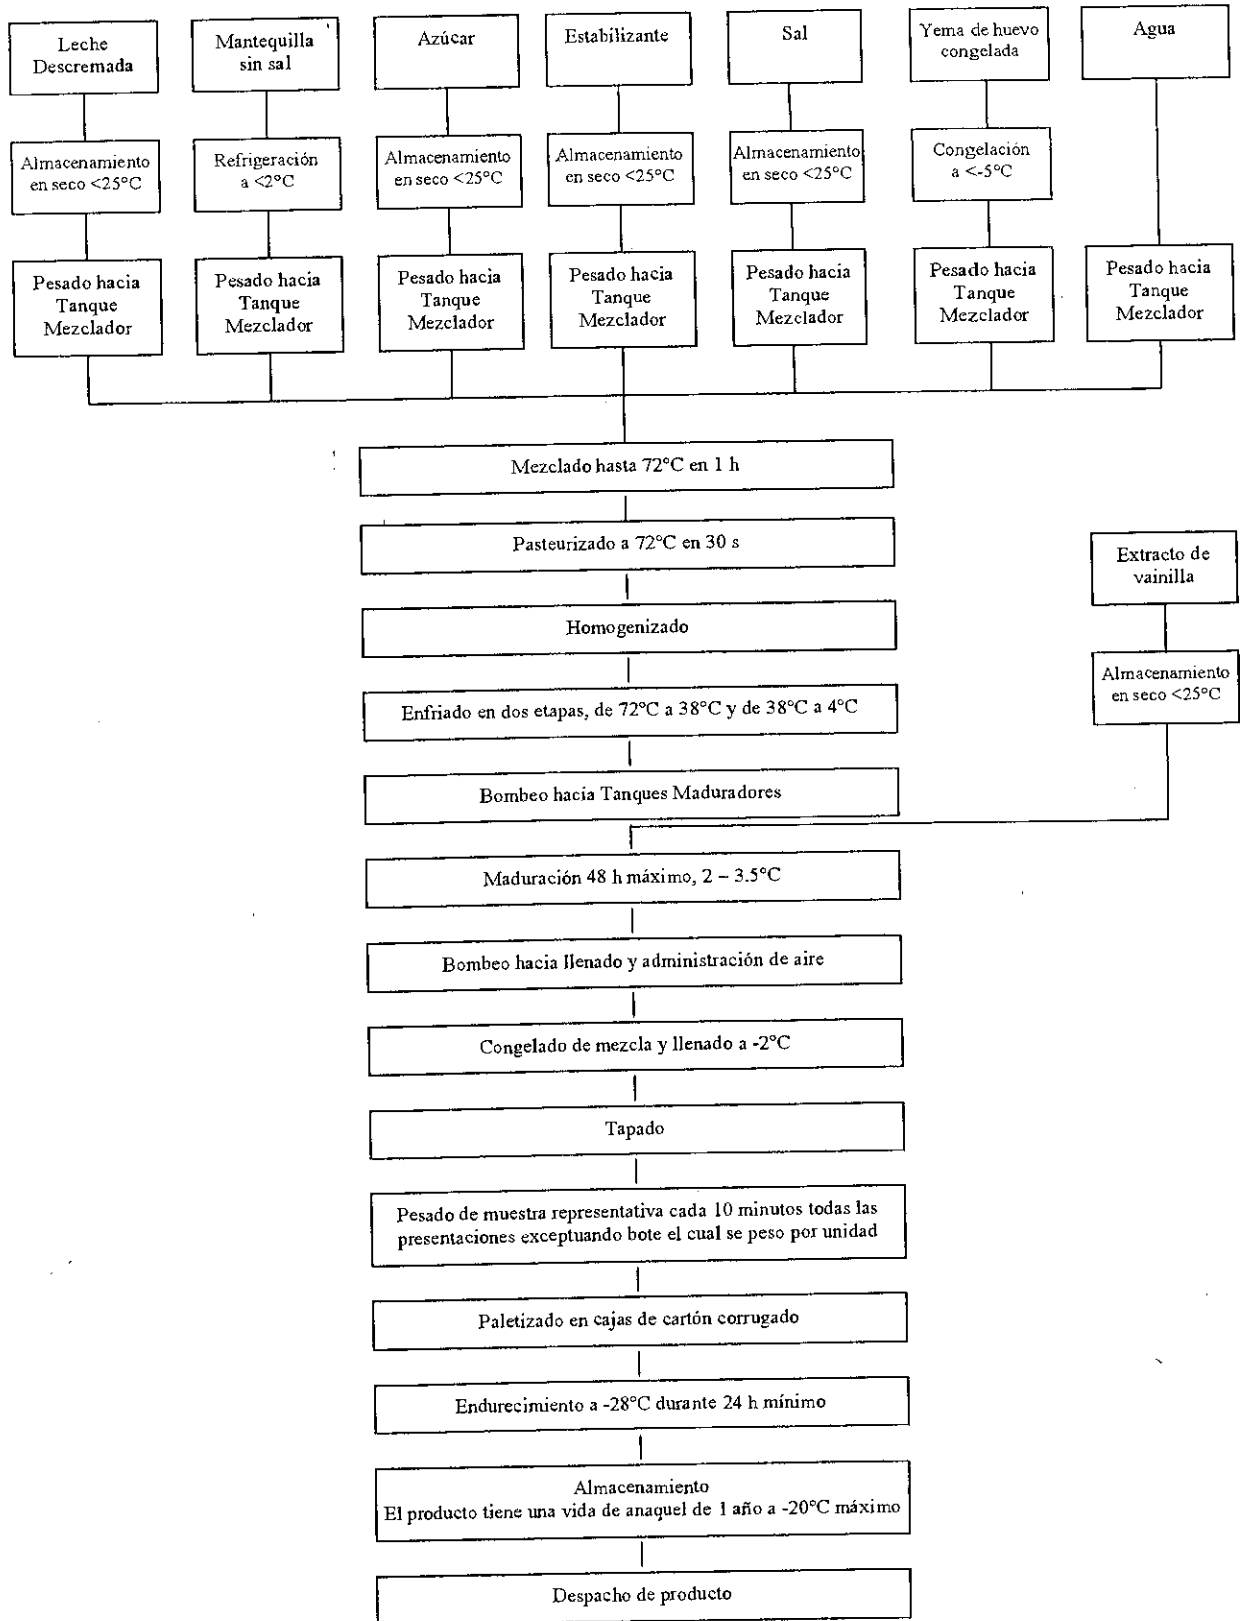 Leche
Descremada
Mantequilla
sin sal
Azúcar
Estabilizante
Sal
Yema de huevo
congelada
Agua
Almacenamiento
en seco <25°C
Refrigeración
a <2°C
Almacenamiento
en seco <25°C
Almacenamiento
en seco <25°C
Almacenamiento
en seco <25°C
Congelación
a <-5°C
Pesado hacia
Tanque
Mezclador
Pesado hacia
Tanque
Mezclador
Pesado hacia
Tanque
Mezclador
Pesado hacia
Tanque
Mezclador
Pesado hacia
Tanque
Mezclador
Pesado hacia
Tanque
Mezclador
Pesado hacia
Tanque
Mezclador
Mezclado hasta 72°C en 1 h
Pasteurizado a 72°C en 30 s
Extracto de
vainilla
Homogenizado
Almacenamiento
en seco <25°C
Enfriado en dos etapas, de 72°C a 38°C y de 38°C a 4°C
Bombeo hacia Tanques Maduradores
Maduración 48 h máximo, 2 – 3.5°C
Bombeo hacia llenado y administración de aire
Congelado de mezcla y llenado a -2°C
Tapado
Pesado de muestra representativa cada 10 minutos todas las
presentaciones exceptuando bote el cual se peso por unidad
Paletizado en cajas de cartón corrugado
Endurecimiento a -28°C durante 24 h mínimo
Almacenamiento
El producto tiene una vida de anaquel de 1 año a -20°C máximo
Despacho de producto